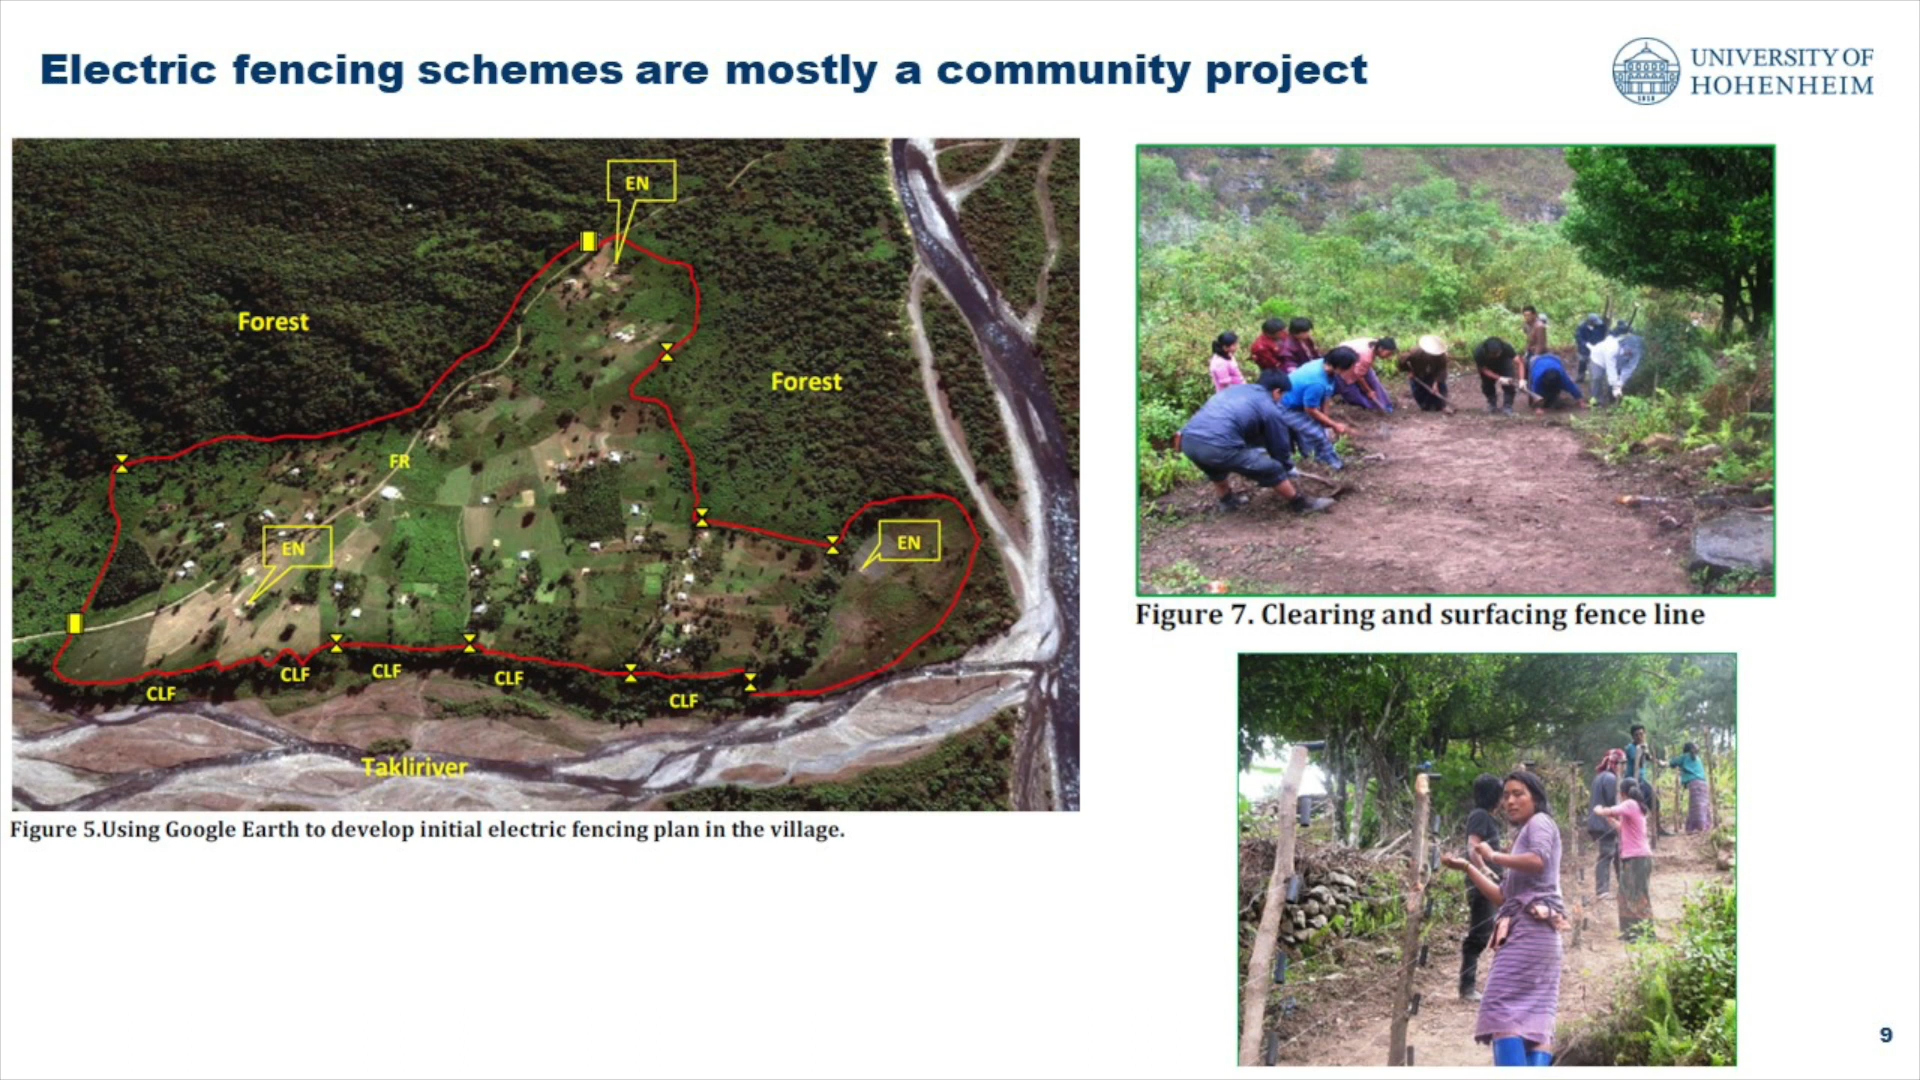 Electric fencing schemes are mostly a community project
UNIVERSITY OF
HOHENHEIM
EN
Forest
Forest
FR
EN
EN
CLF
CLF
CLF
CLF
CLF
Takliriver
Figure 5.Using Google Earth to develop initial electric fencing plan in the village.
Figure 7. Clearing and surfacing fence line
9